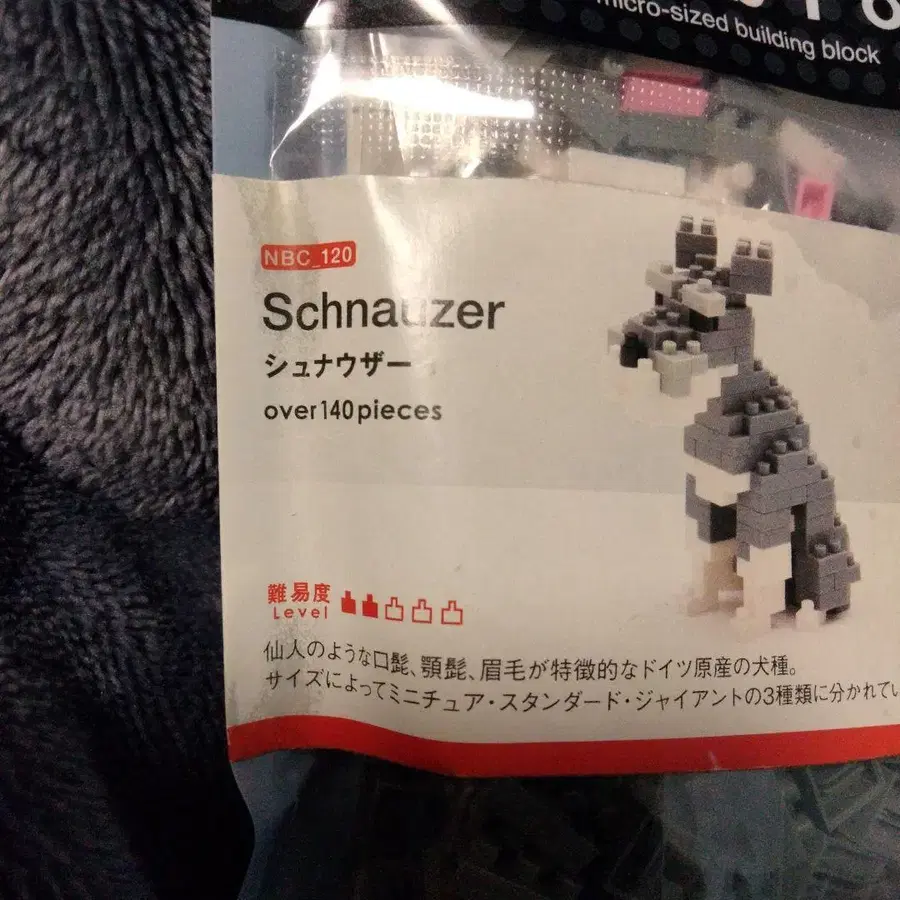 micro-sized building block
NBC_120
Schnauzer
シュナウザー
over 140 pieces
難易度
Level
仙人のような口髭、顎髭、眉毛が特徴的なドイツ原産の犬種。
サイズによってミニチュア・スタンダード・ジャイアントの3種類に分かれてい